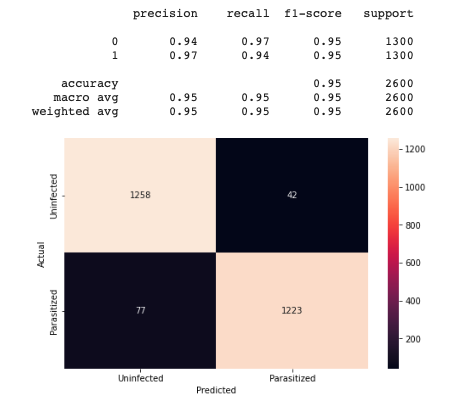 precision recall f1-score support
0 0.94 0.97 0.95 1300
1 0.97 0.94 0.95 1300
accuracy 0.95 2600
macro avg 0.95 0.95 0.95 2600
weighted avg 0.95 0.95 0.95 2600
Uninfected 1258 42
Actual
Parasitized 77 1223
Uninfected Parasitized
Predicted
1200
1000
800
600
400
200